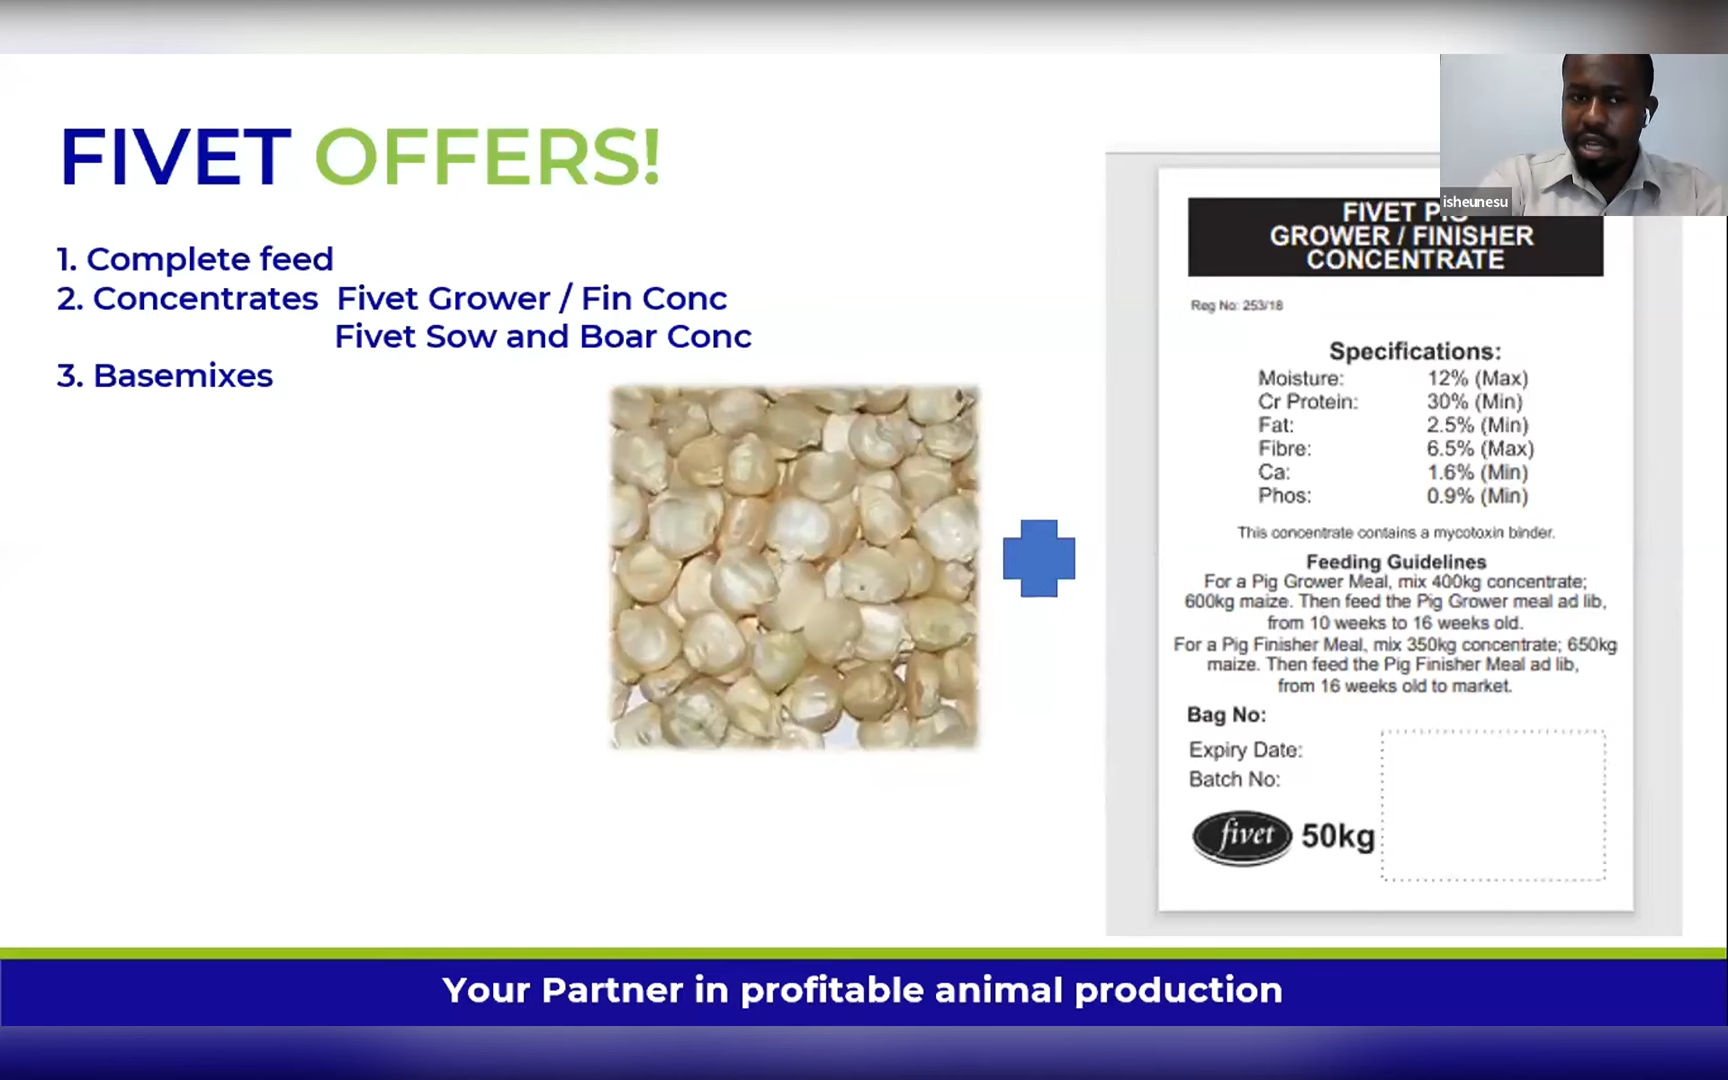 FIVET OFFERS!
1. Complete feed
2. Concentrates Fivet Grower / Fin Conc
Fivet Sow and Boar Conc
3. Basemixes
isheunesu
FIVET
GROWER / FINISHER
CONCENTRATE
Reg No: 253/18
Specifications:
Moisture: 12% (Max)
Cr Protein: 30% (Min)
Fat: 2.5% (Min)
Fibre: 6.5% (Max)
Ca: 1.6% (Min)
Phos: 0.9% (Min)
This concentrate contains a mycotoxin binder.
Feeding Guidelines
For a Pig Grower Meal, mix 400kg concentrate;
600kg maize. Then feed the Pig Grower meal ad lib,
from 10 weeks to 16 weeks old.
For a Pig Finisher Meal, mix 350kg concentrate; 650kg
maize. Then feed the Pig Finisher Meal ad lib,
from 16 weeks old to market.
Bag No:
Expiry Date:
Batch No:
fivet 50kg
Your Partner in profitable animal production